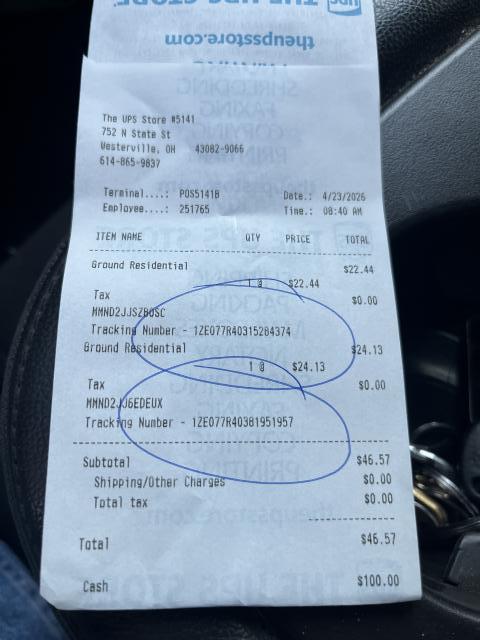 THE UPS STORE
theupsstore.com
The UPS Store #5141
752 N State St
Westerville, OH 43082-9066
614-865-9837
Terminal....: POS5141B Date.: 4/23/2026
Employee....: 251765 Time.: 08:40 AM
ITEM NAME QTY PRICE TOTAL
Ground Residential $22.44
1 @ $22.44
Tax $0.00
MMND2JJSZBOSC
Tracking Number - 1ZE077R40315284374
Ground Residential $24.13
1 @ $24.13
Tax $0.00
MMND2JJ6EDEUX
Tracking Number - 1ZE077R40381951957
Subtotal $46.57
Shipping/Other Charges $0.00
Total tax $0.00
Total $46.57
Cash $100.00